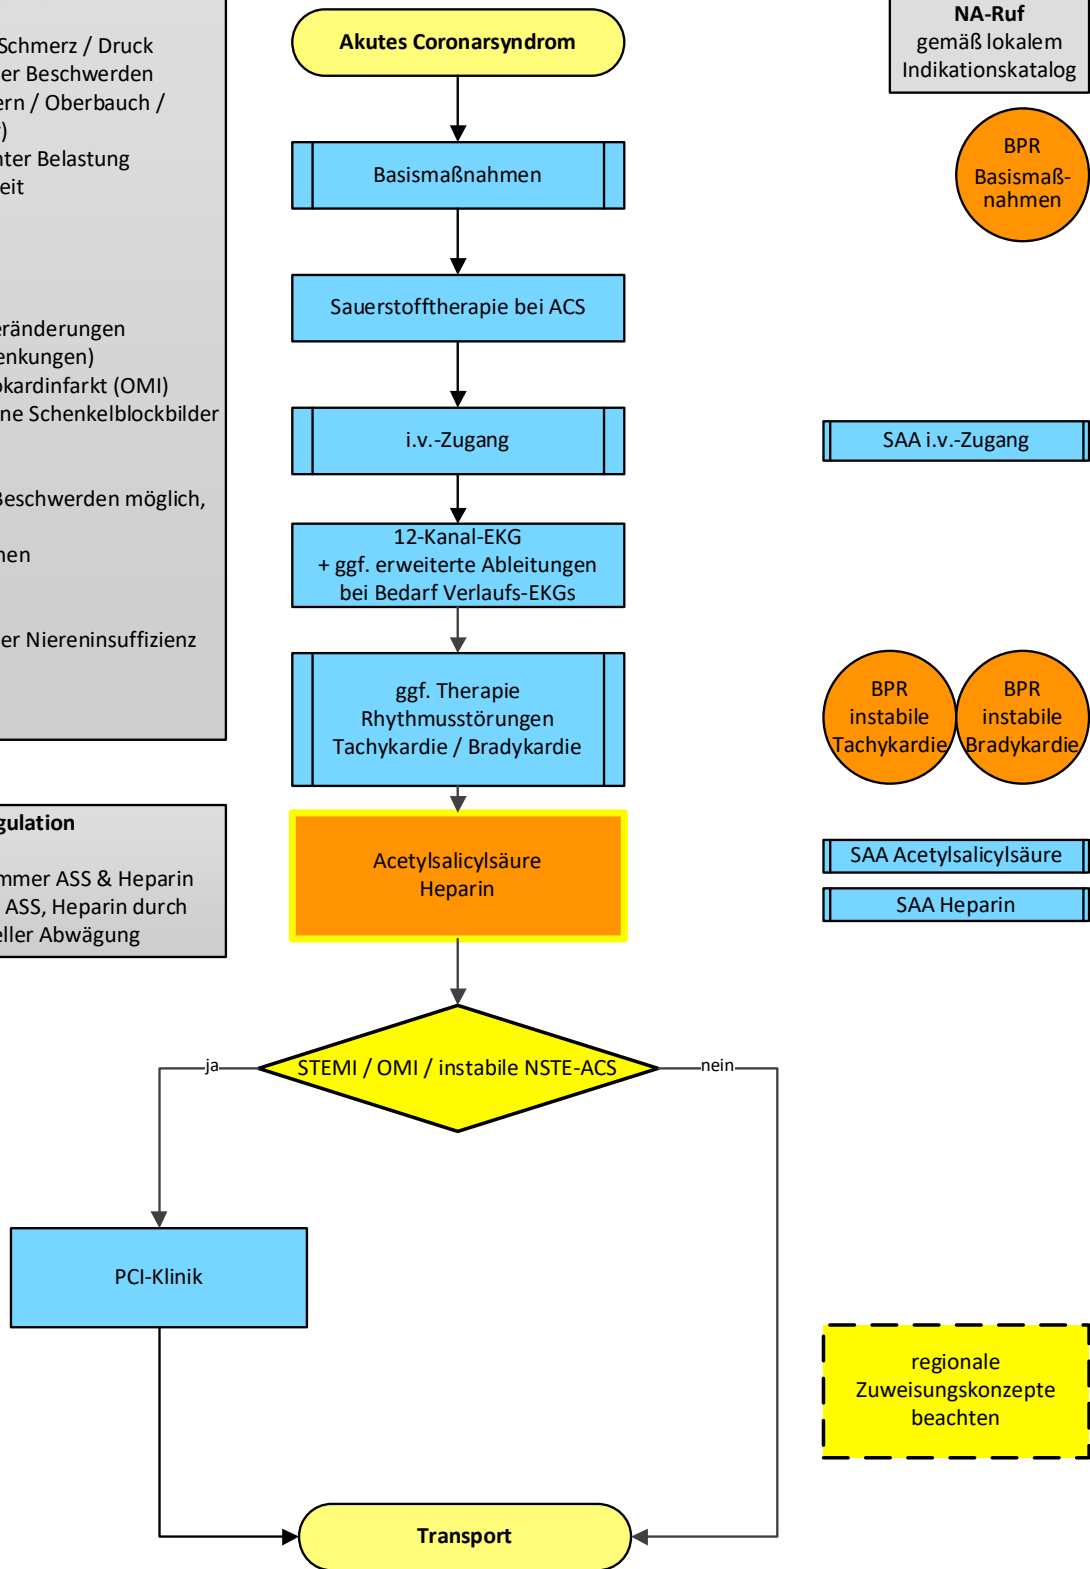 Schmerz / Druck
er Beschwerden
ern / Oberbauch /
nter Belastung
eit
eränderungen
enkungen)
okardinfarkt (OMI)
ne Schenkelblockbilder
Beschwerden möglich,
nen
er Niereninsuffizienz
gulation
mmer ASS & Heparin
ASS, Heparin durch
eller Abwägung
Akutes Coronarsyndrom
Basismaßnahmen
Sauerstofftherapie bei ACS
i.v.-Zugang
12-Kanal-EKG
+ ggf. erweiterte Ableitungen
bei Bedarf Verlaufs-EKGs
ggf. Therapie
Rhythmusstörungen
Tachykardie / Bradykardie
Acetylsalicylsäure
Heparin
STEMI / OMI / instabile NSTE-ACS
ja
nein
PCI-Klinik
Transport
NA-Ruf
gemäß lokalem
Indikationskatalog
BPR
Basismaß-
nahmen
SAA i.v.-Zugang
BPR
instabile
Tachykardie
BPR
instabile
Bradykardie
SAA Acetylsalicylsäure
SAA Heparin
regionale
Zuweisungskonzepte
beachten